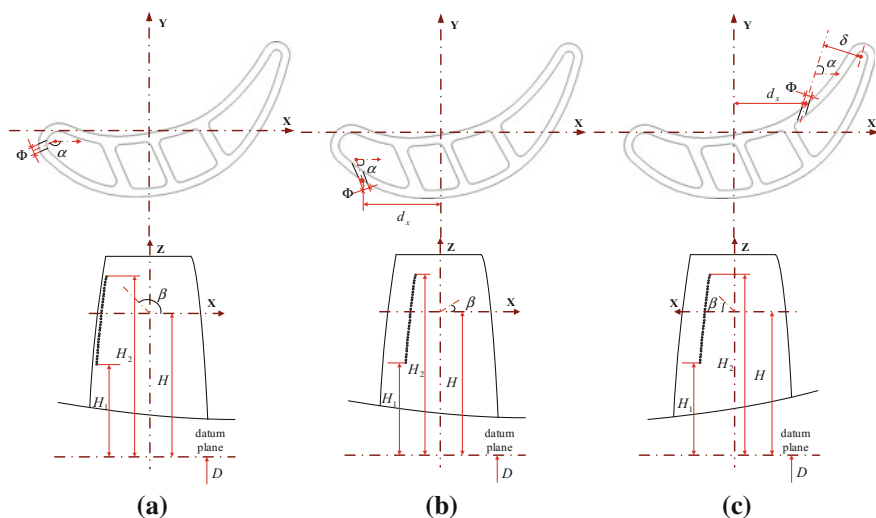 Y
X
Φ
α
Z
β
X
H₂
H
H₁
datum
plane
D
(a)
Y
X
α
Φ
dₓ
Z
X
β
H₂
H
H₁
datum
plane
D
(b)
Y
δ
α
Φ
dₓ
X
Z
X
β
H₂
H
H₁
datum
plane
D
(c)